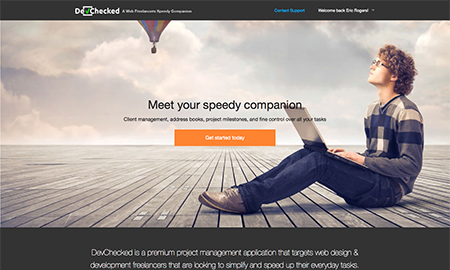 DevChecked A Web Freelancers Speedy Companion
Contact Support Welcome back Eric Rogers!
Meet your speedy companion
Client management, address books, project milestones, and fine control over all your tasks
Get started today
DevChecked is a premium project management application that targets web design &
development freelancers that are looking to simplify and speed up their everyday tasks.